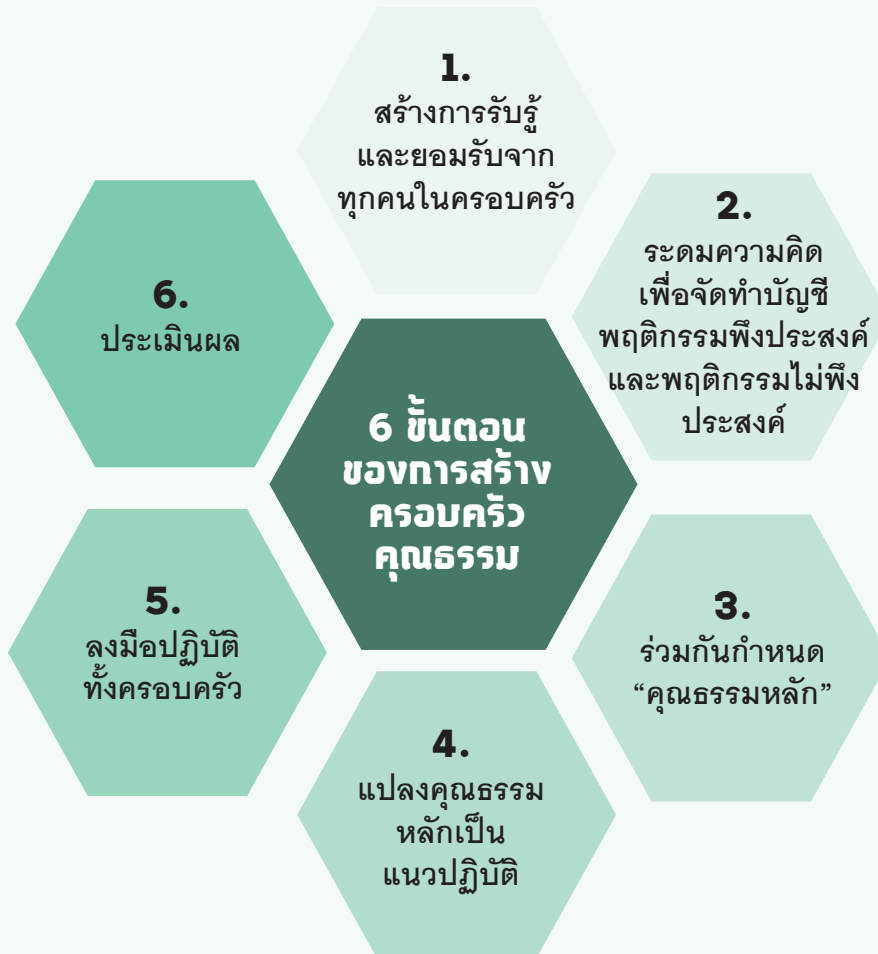 1.
สร้างการรับรู้
และยอมรับจาก
ทุกคนในครอบครัว
2.
ระดมความคิด
เพื่อจัดทำบัญชี
พฤติกรรมพึงประสงค์
และพฤติกรรมไม่พึง
ประสงค์
3.
ร่วมกันกำหนด
“คุณธรรมหลัก”
4.
แปลงคุณธรรม
หลักเป็น
แนวปฏิบัติ
5.
ลงมือปฏิบัติ
ทั้งครอบครัว
6.
ประเมินผล
6 ขั้นตอน
ของการสร้าง
ครอบครัว
คุณธรรม